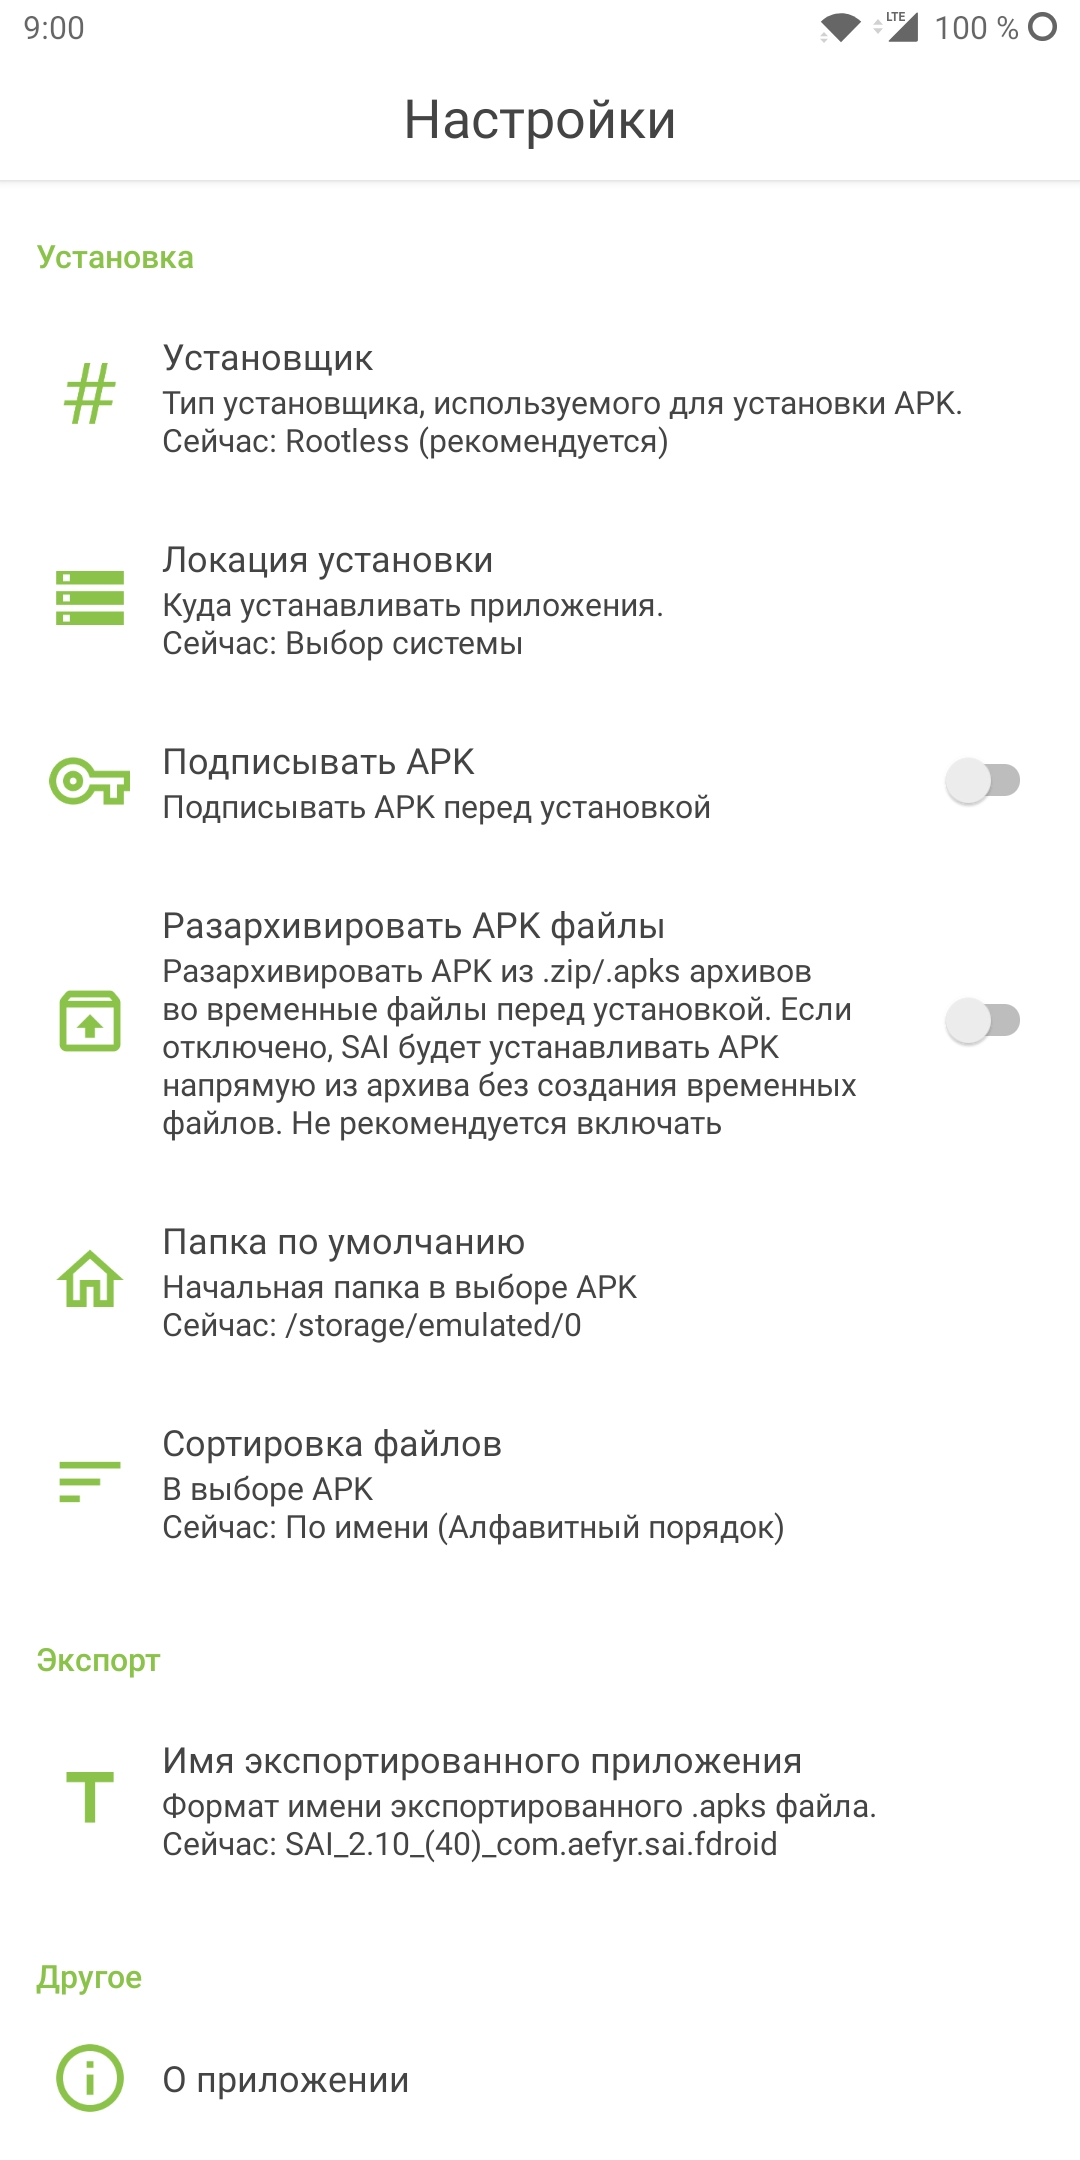 9:00 LTE 100 %
Настройки
Установка
Установщик
Тип установщика, используемого для установки APK.
Сейчас: Rootless (рекомендуется)
Локация установки
Куда устанавливать приложения.
Сейчас: Выбор системы
Подписывать APK
Подписывать APK перед установкой
Разархивировать APK файлы
Разархивировать APK из .zip/.apks архивов
во временные файлы перед установкой. Если
отключено, SAI будет устанавливать APK
напрямую из архива без создания временных
файлов. Не рекомендуется включать
Папка по умолчанию
Начальная папка в выборе APK
Сейчас: /storage/emulated/0
Сортировка файлов
В выборе APK
Сейчас: По имени (Алфавитный порядок)
Экспорт
Имя экспортированного приложения
Формат имени экспортированного .apks файла.
Сейчас: SAI_2.10_(40)_com.aefyr.sai.fdroid
Другое
О приложении